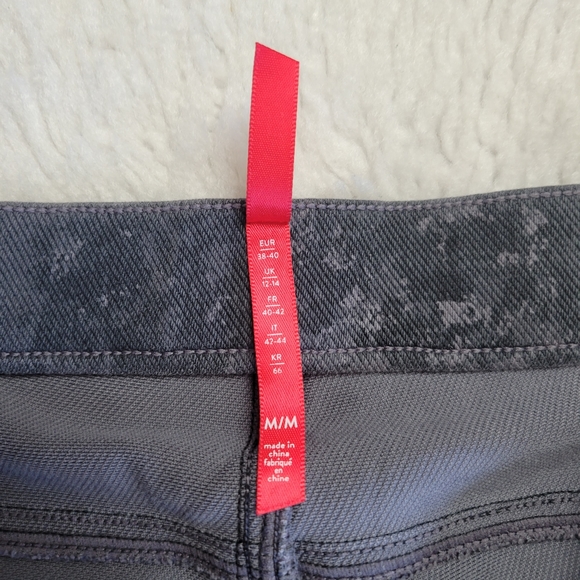 EUR
38-40
UK
12-14
FR
40-42
IT
42-44
KR
66
M/M
made in
china
fabriqué
en
chine